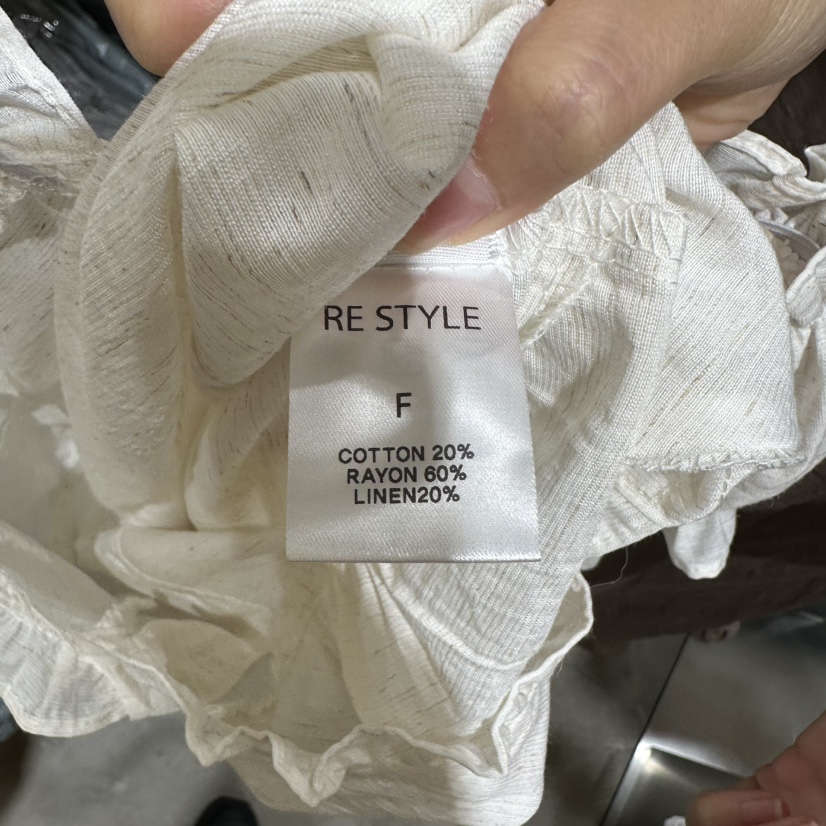 RE STYLE
F
COTTON 20%
RAYON 60%
LINEN20%